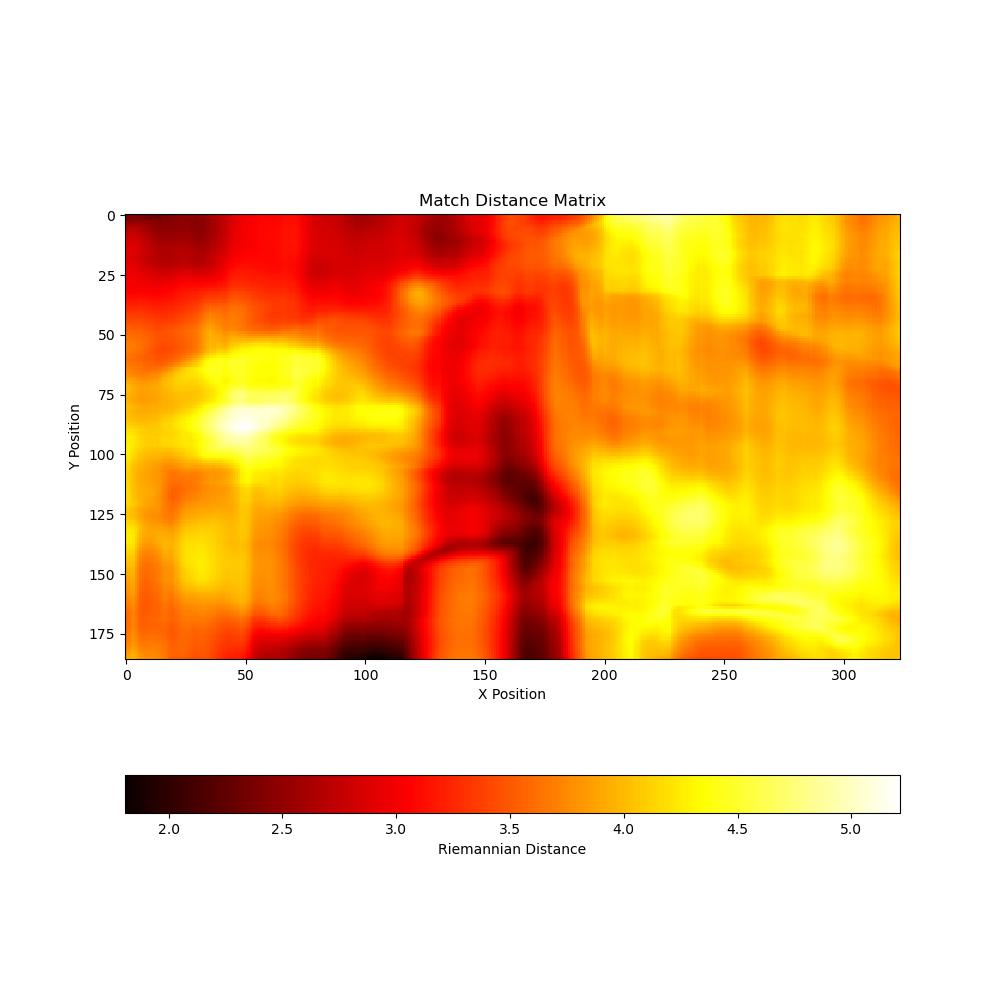 Match Distance Matrix
0
25
50
75
100
125
150
175
Y Position
0 50 100 150 200 250 300
X Position
2.0 2.5 3.0 3.5 4.0 4.5 5.0
Riemannian Distance